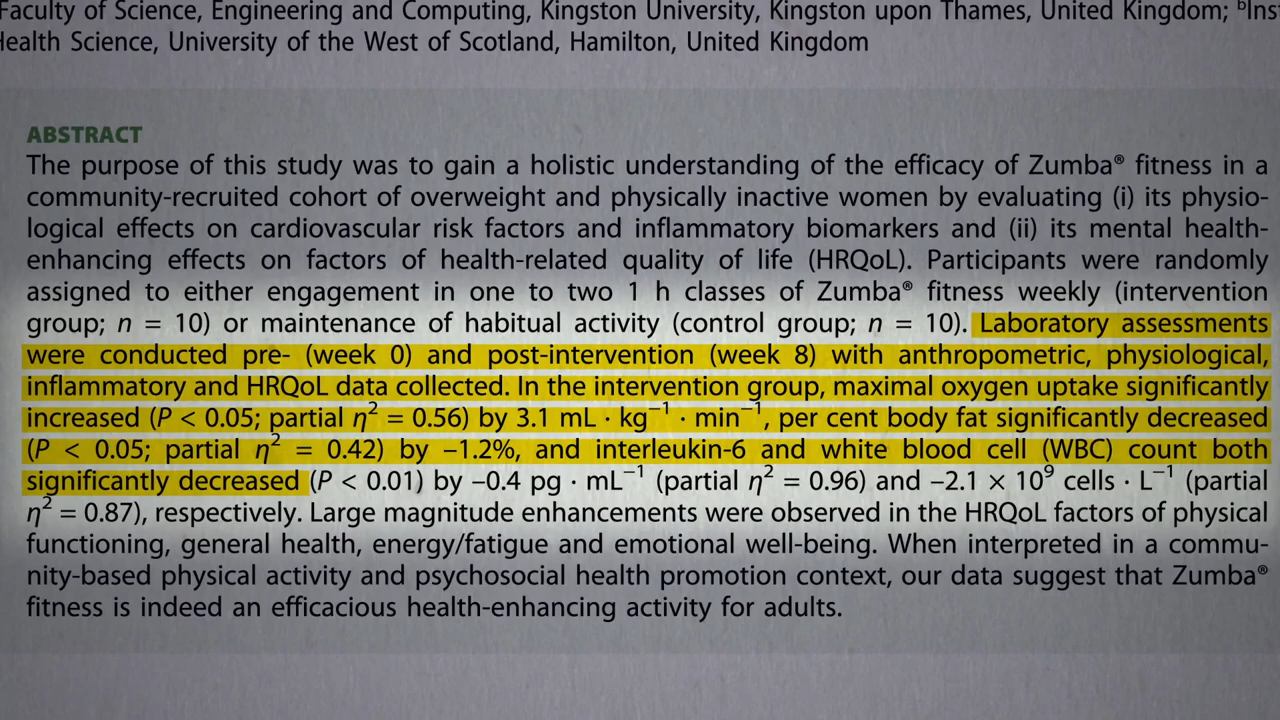 Faculty of Science, Engineering and Computing, Kingston University, Kingston upon Thames, United Kingdom; ᵇIns
Health Science, University of the West of Scotland, Hamilton, United Kingdom
ABSTRACT
The purpose of this study was to gain a holistic understanding of the efficacy of Zumba® fitness in a
community-recruited cohort of overweight and physically inactive women by evaluating (i) its physio-
logical effects on cardiovascular risk factors and inflammatory biomarkers and (ii) its mental health-
enhancing effects on factors of health-related quality of life (HRQoL). Participants were randomly
assigned to either engagement in one to two 1 h classes of Zumba® fitness weekly (intervention
group; n = 10) or maintenance of habitual activity (control group; n = 10). Laboratory assessments
were conducted pre- (week 0) and post-intervention (week 8) with anthropometric, physiological,
inflammatory and HRQoL data collected. In the intervention group, maximal oxygen uptake significantly
increased (P < 0.05; partial η² = 0.56) by 3.1 mL · kg⁻¹ · min⁻¹, per cent body fat significantly decreased
(P < 0.05; partial η² = 0.42) by −1.2%, and interleukin-6 and white blood cell (WBC) count both
significantly decreased (P < 0.01) by −0.4 pg · mL⁻¹ (partial η² = 0.96) and −2.1 × 10⁹ cells · L⁻¹ (partial
η² = 0.87), respectively. Large magnitude enhancements were observed in the HRQoL factors of physical
functioning, general health, energy/fatigue and emotional well-being. When interpreted in a commu-
nity-based physical activity and psychosocial health promotion context, our data suggest that Zumba®
fitness is indeed an efficacious health-enhancing activity for adults.